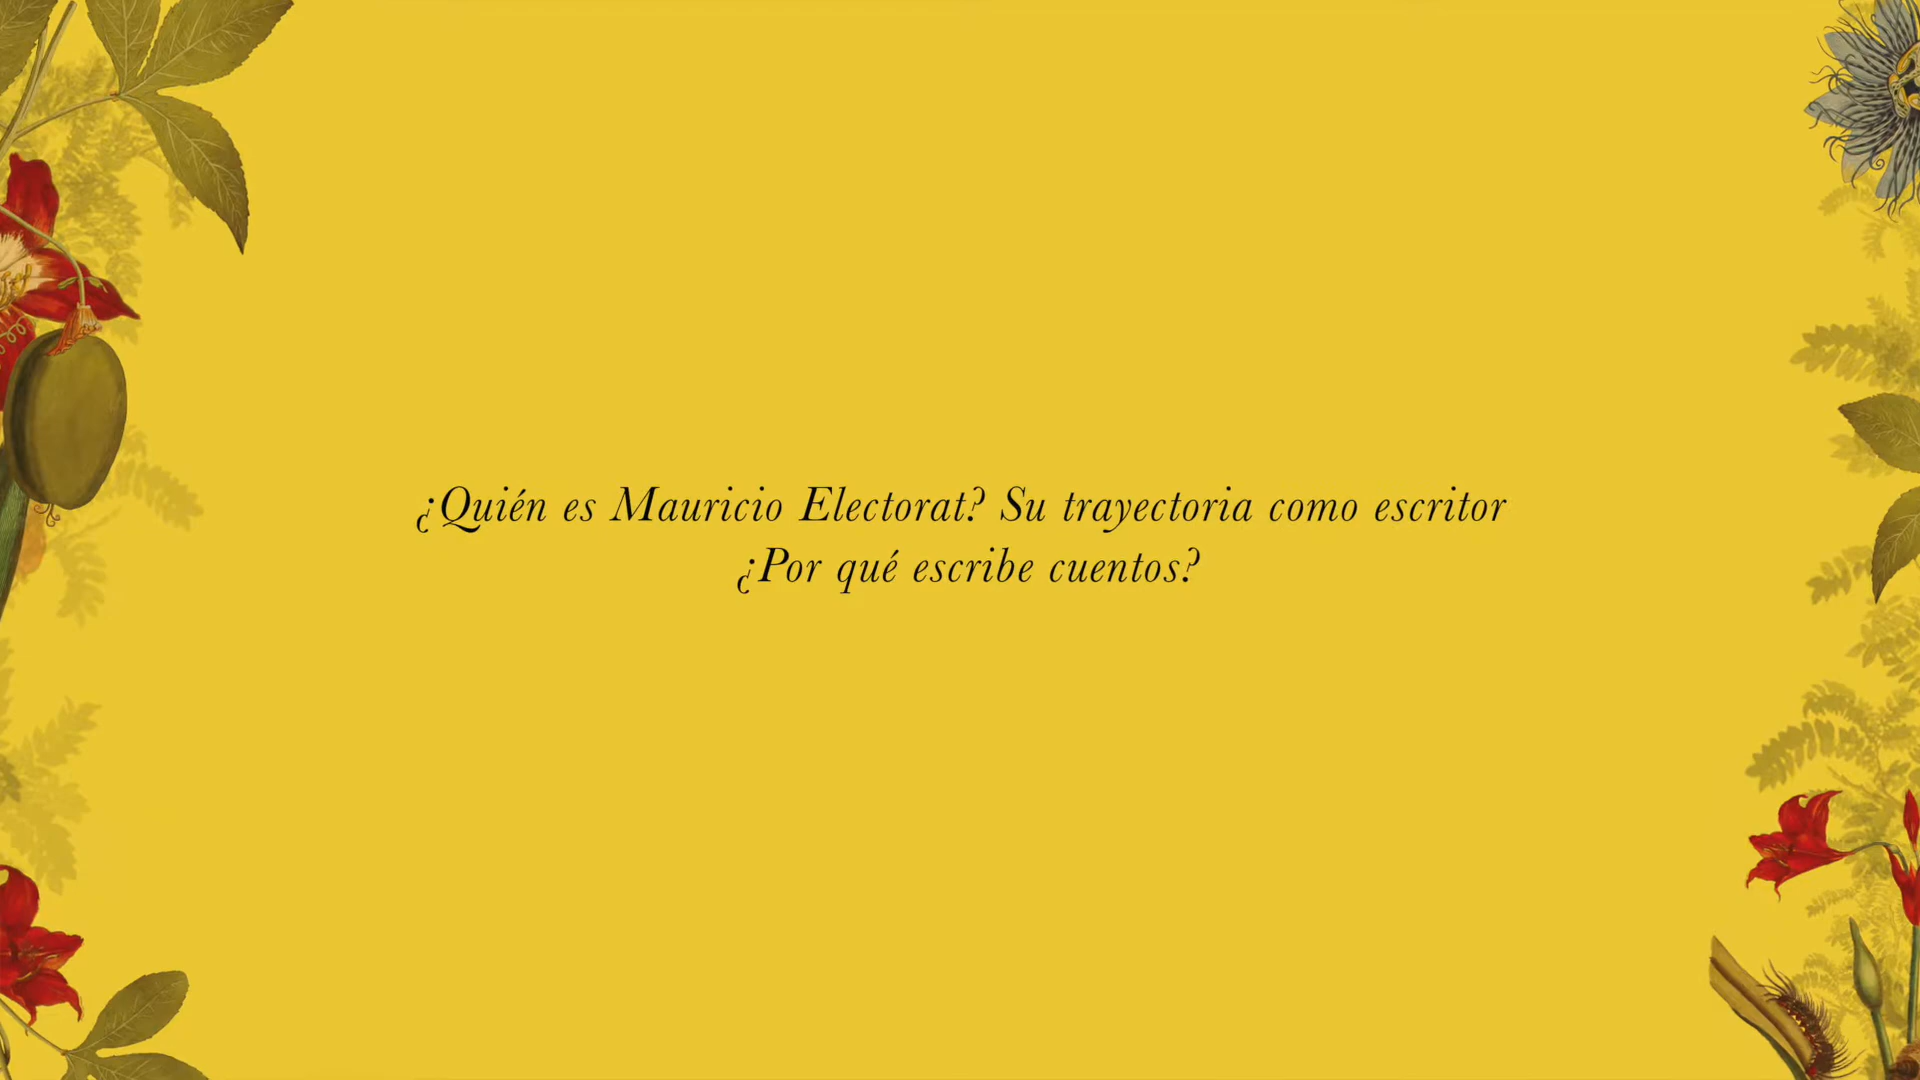 ¿Quién es Mauricio Electorat? Su trayectoria como escritor
¿Por qué escribe cuentos?